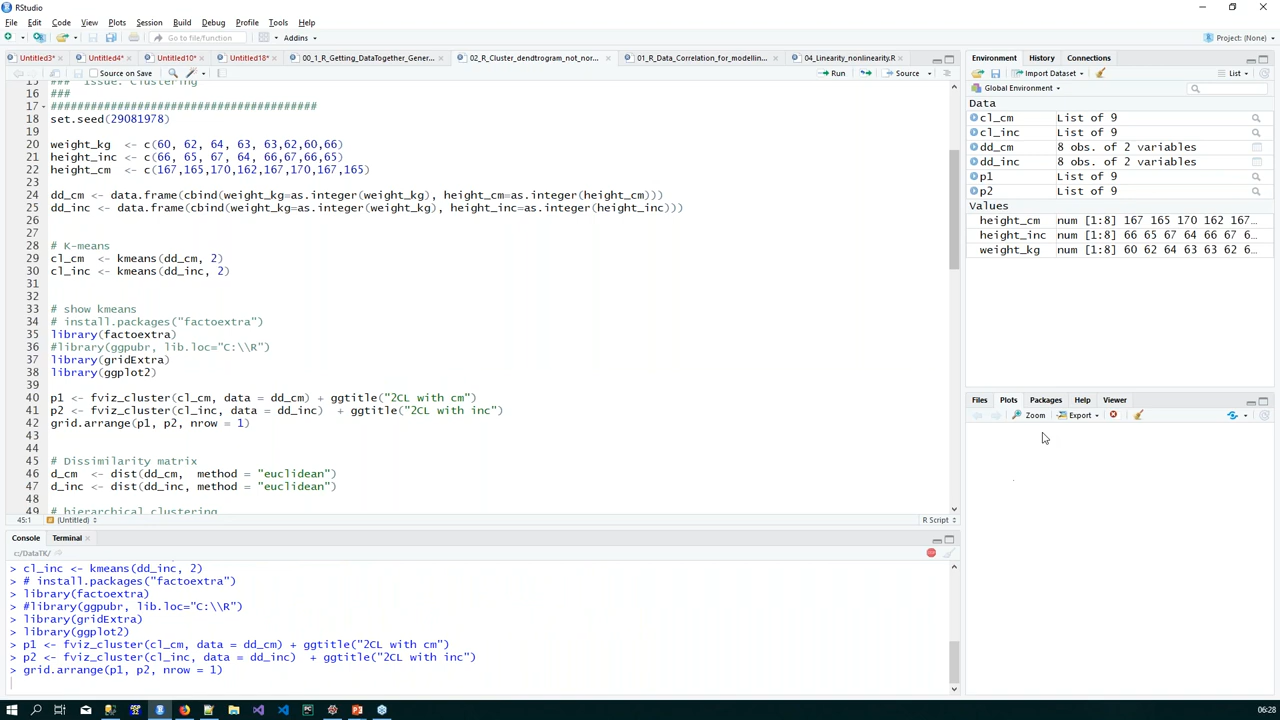 RStudio
File Edit Code View Plots Session Build Debug Profile Tools Help
Go to file/function Addins Project: (None)
Untitled3* Untitled4* Untitled10* Untitled18* 00_1_R_Getting_DataTogether_Gener... 02_R_Cluster_dendtrogram_not_nor... 01_R_Data_Correlation_for_modellin... 04_Linearity_nonlinearity.R
Source on Save Run Source
15 ### Issue: Clustering
16 ###
17 #######################################
18 set.seed(29081978)
19
20 weight_kg <- c(60, 62, 64, 63, 63,62,60,66)
21 height_inc <- c(66, 65, 67, 64, 66,67,66,65)
22 height_cm <- c(167,165,170,162,167,170,167,165)
23
24 dd_cm <- data.frame(cbind(weight_kg=as.integer(weight_kg), height_cm=as.integer(height_cm)))
25 dd_inc <- data.frame(cbind(weight_kg=as.integer(weight_kg), height_inc=as.integer(height_inc)))
26
27
28 # K-means
29 cl_cm <- kmeans(dd_cm, 2)
30 cl_inc <- kmeans(dd_inc, 2)
31
32
33 # show kmeans
34 # install.packages("factoextra")
35 library(factoextra)
36 #library(ggpubr, lib.loc="C:\\R")
37 library(gridExtra)
38 library(ggplot2)
39
40 p1 <- fviz_cluster(cl_cm, data = dd_cm) + ggtitle("2CL with cm")
41 p2 <- fviz_cluster(cl_inc, data = dd_inc) + ggtitle("2CL with inc")
42 grid.arrange(p1, p2, nrow = 1)
43
44
45 # Dissimilarity matrix
46 d_cm <- dist(dd_cm, method = "euclidean")
47 d_inc <- dist(dd_inc, method = "euclidean")
48
49 # hierarchical clustering
45:1 (Untitled) R Script
Console Terminal
c:/DataTK/
> cl_inc <- kmeans(dd_inc, 2)
> # install.packages("factoextra")
> library(factoextra)
> #library(ggpubr, lib.loc="C:\\R")
> library(gridExtra)
> library(ggplot2)
> p1 <- fviz_cluster(cl_cm, data = dd_cm) + ggtitle("2CL with cm")
> p2 <- fviz_cluster(cl_inc, data = dd_inc) + ggtitle("2CL with inc")
> grid.arrange(p1, p2, nrow = 1)
Environment History Connections
Import Dataset List
Global Environment
Data
cl_cm List of 9
cl_inc List of 9
dd_cm 8 obs. of 2 variables
dd_inc 8 obs. of 2 variables
p1 List of 9
p2 List of 9
Values
height_cm num [1:8] 167 165 170 162 167...
height_inc num [1:8] 66 65 67 64 66 67 6...
weight_kg num [1:8] 60 62 64 63 63 62 6...
Files Plots Packages Help Viewer
Zoom Export
06:28